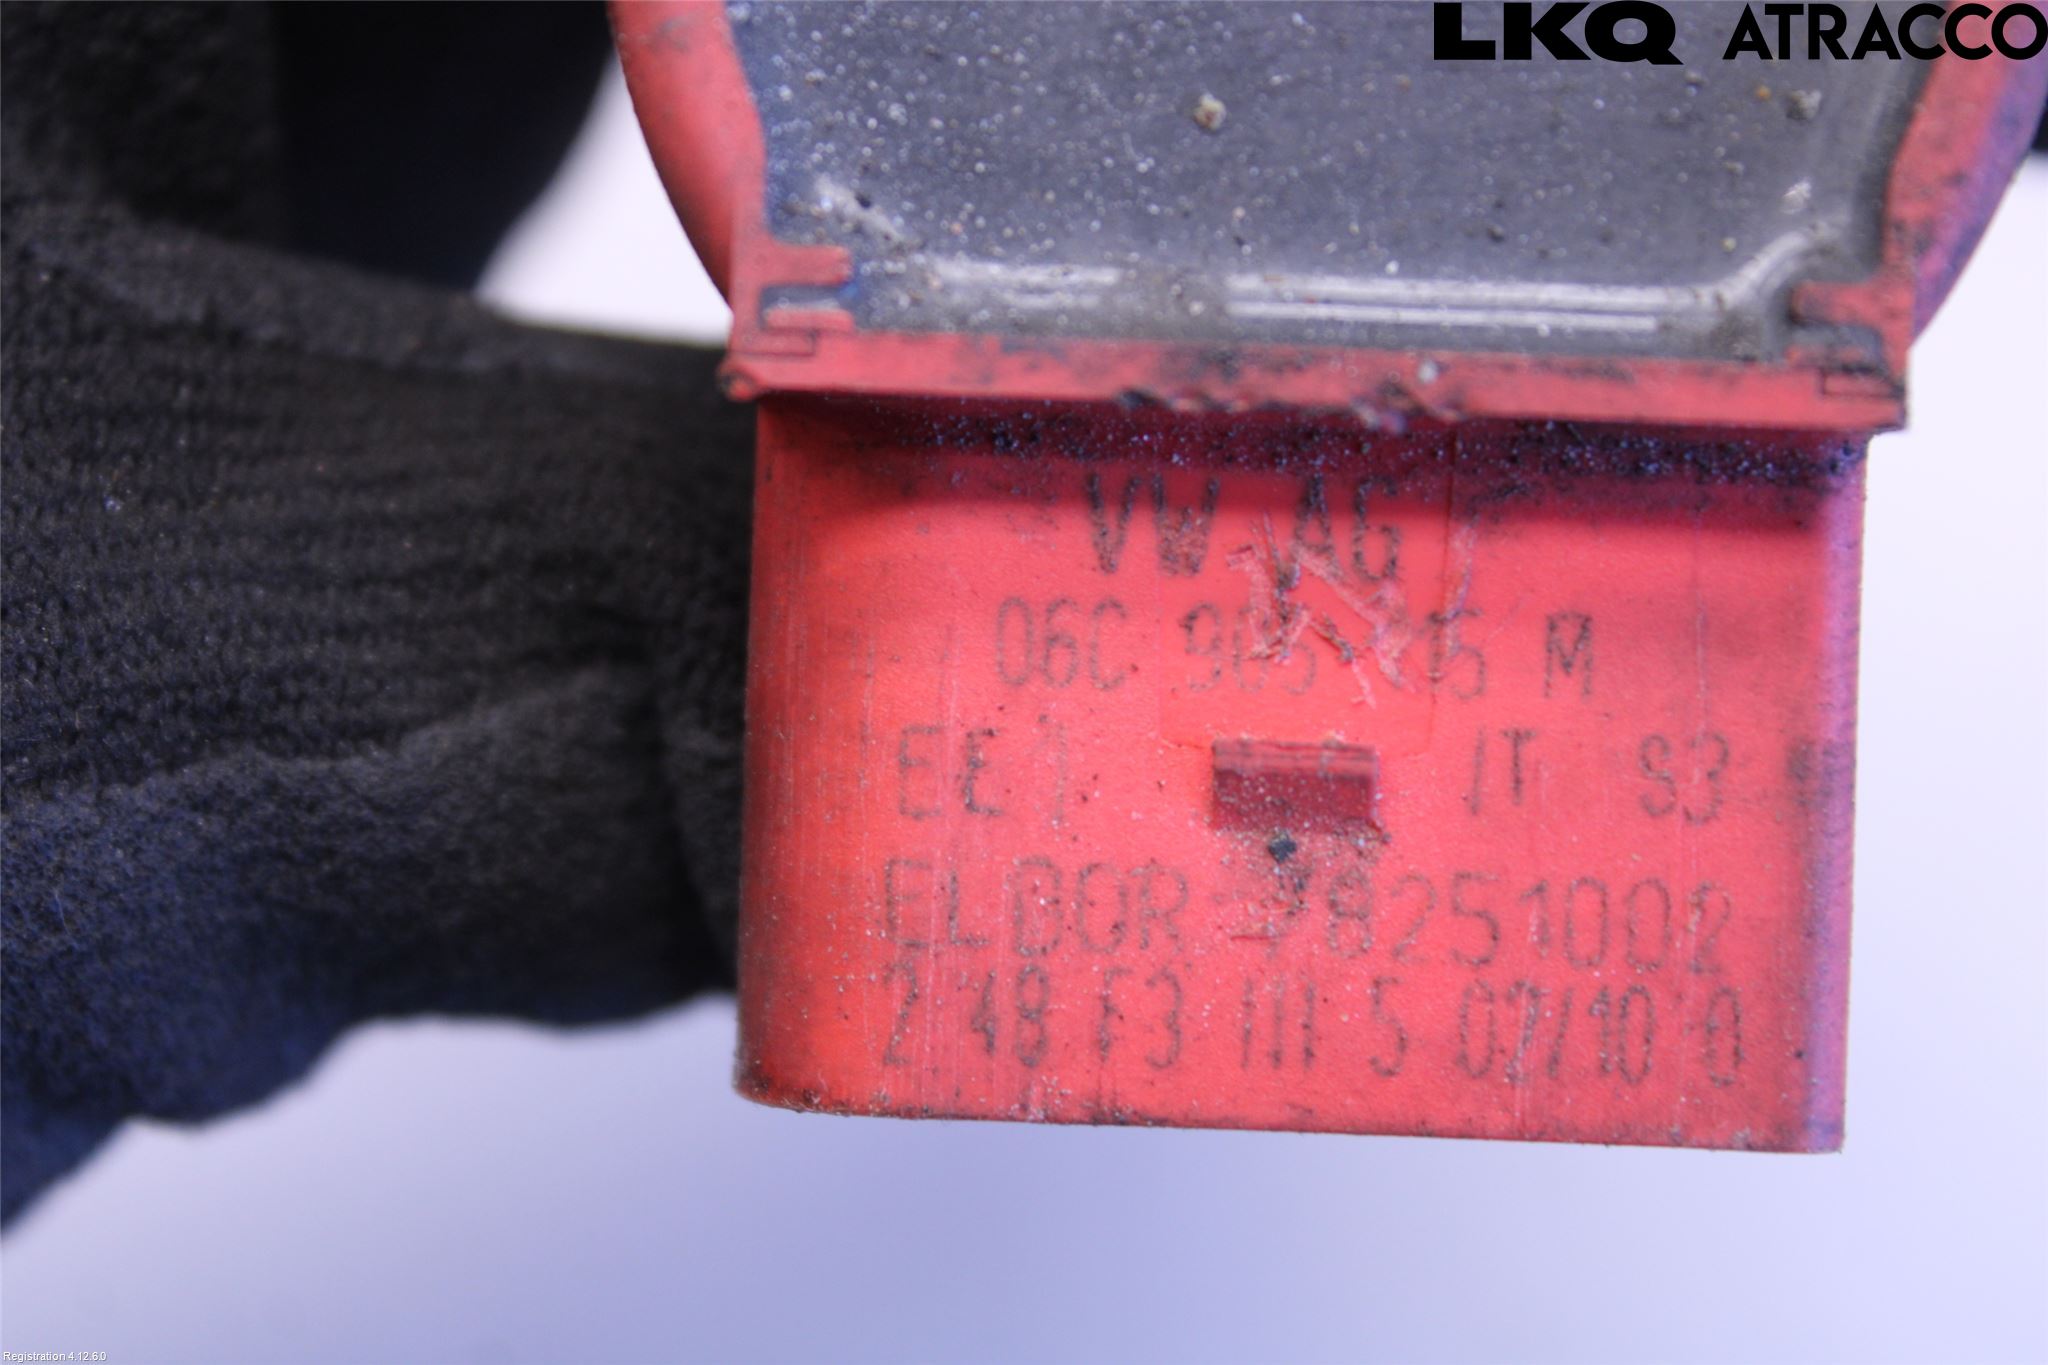 LKQ ATRACCO
VW AG
06C 905 115 M
EE 1 IT S3
ELDOR 78251002
2 48 F3 III 5 07/10 0
Registration 4.12.6.0